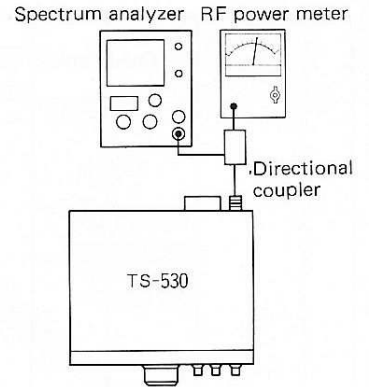 Spectrum analyzer RF power meter
Directional
coupler
TS-530